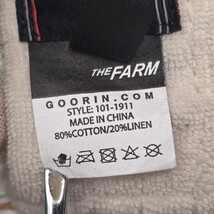 THE FARM
GOORIN.COM
STYLE: 101-1911
MADE IN CHINA
80%COTTON/20%LINEN